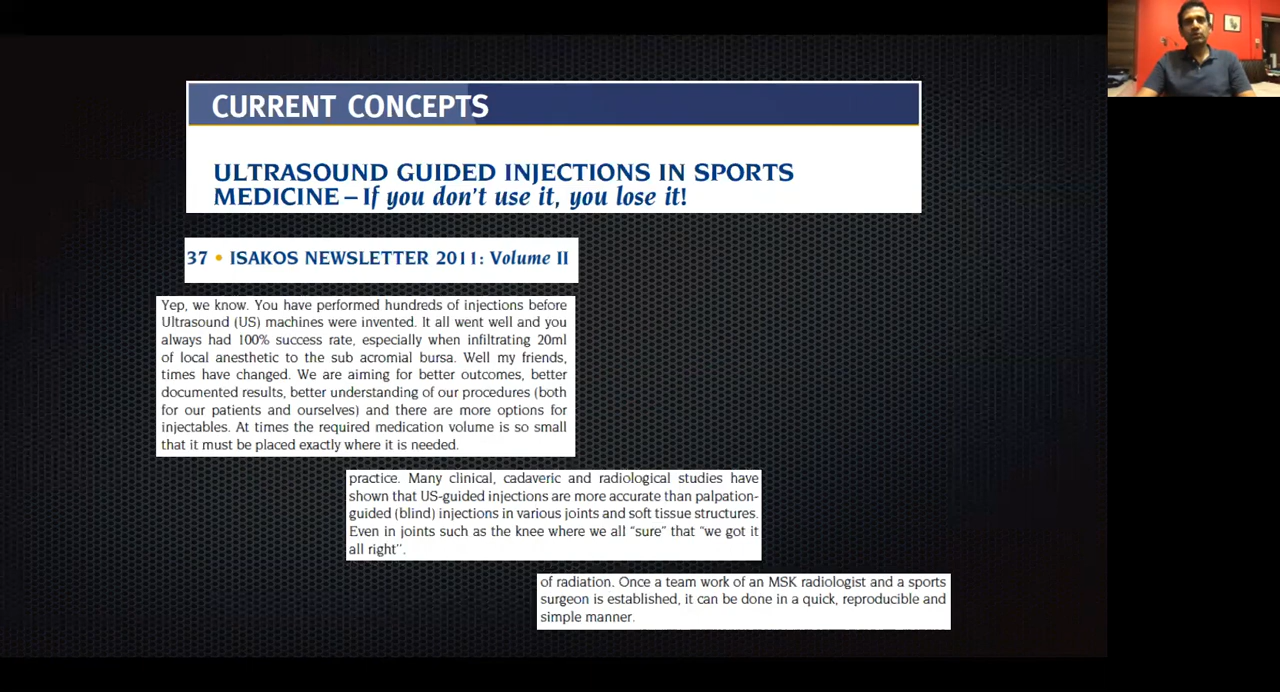 CURRENT CONCEPTS
ULTRASOUND GUIDED INJECTIONS IN SPORTS
MEDICINE – If you don't use it, you lose it!
37 • ISAKOS NEWSLETTER 2011: Volume II
Yep, we know. You have performed hundreds of injections before
Ultrasound (US) machines were invented. It all went well and you
always had 100% success rate, especially when infiltrating 20ml
of local anesthetic to the sub acromial bursa. Well my friends,
times have changed. We are aiming for better outcomes, better
documented results, better understanding of our procedures (both
for our patients and ourselves) and there are more options for
injectables. At times the required medication volume is so small
that it must be placed exactly where it is needed.
practice. Many clinical, cadaveric and radiological studies have
shown that US-guided injections are more accurate than palpation-
guided (blind) injections in various joints and soft tissue structures.
Even in joints such as the knee where we all “sure” that “we got it
all right”.
of radiation. Once a team work of an MSK radiologist and a sports
surgeon is established, it can be done in a quick, reproducible and
simple manner.